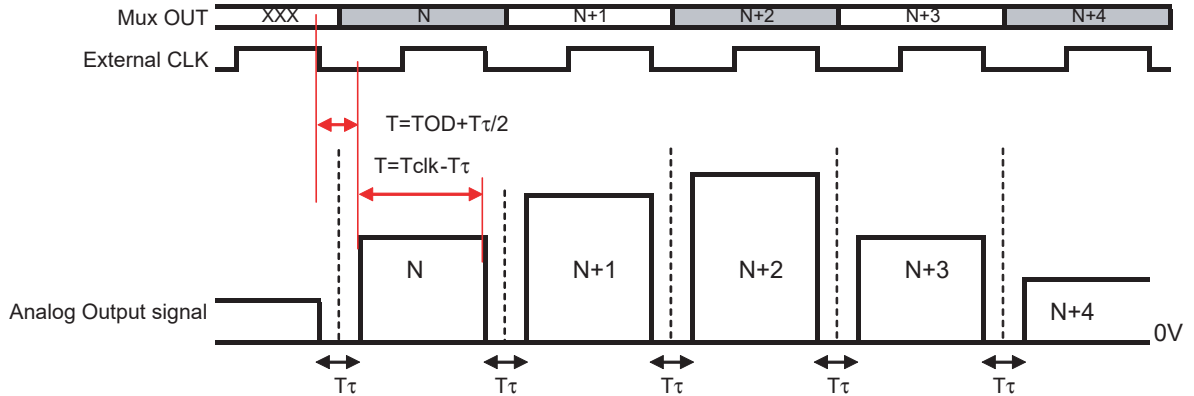 Mux OUT XXX N N+1 N+2 N+3 N+4
External CLK
T=TOD+Tτ/2
T=Tclk-Tτ
N N+1 N+2 N+3 N+4
Analog Output signal
0V
Tτ Tτ Tτ Tτ Tτ